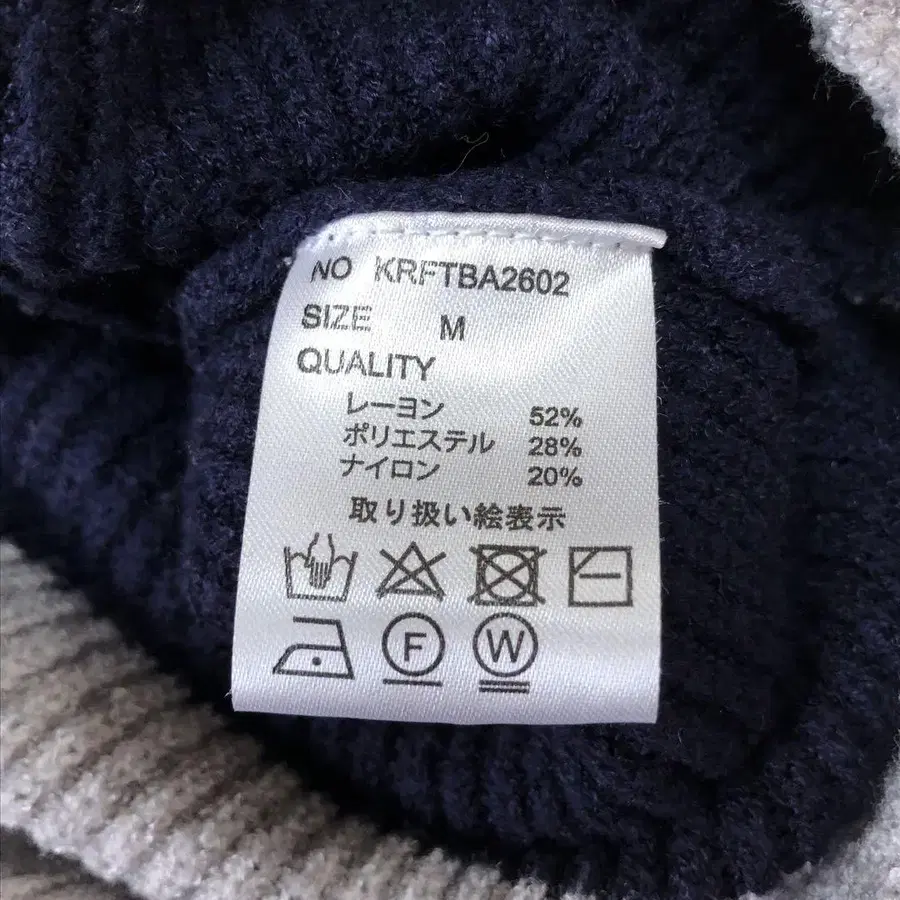 NO KRFTBA2602
SIZE M
QUALITY
レーヨン 52%
ポリエステル 28%
ナイロン 20%
取り扱い絵表示
F W